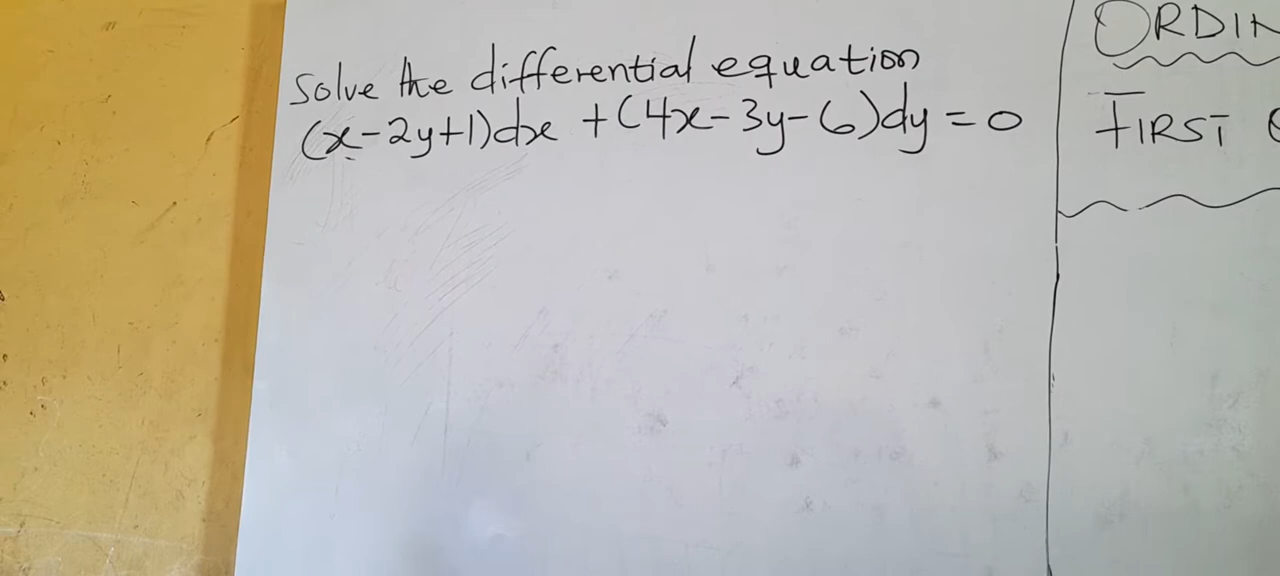 Solve the differential equation
(x-2y+1)dx + (4x-3y-6)dy = 0
ORDIN
FIRST